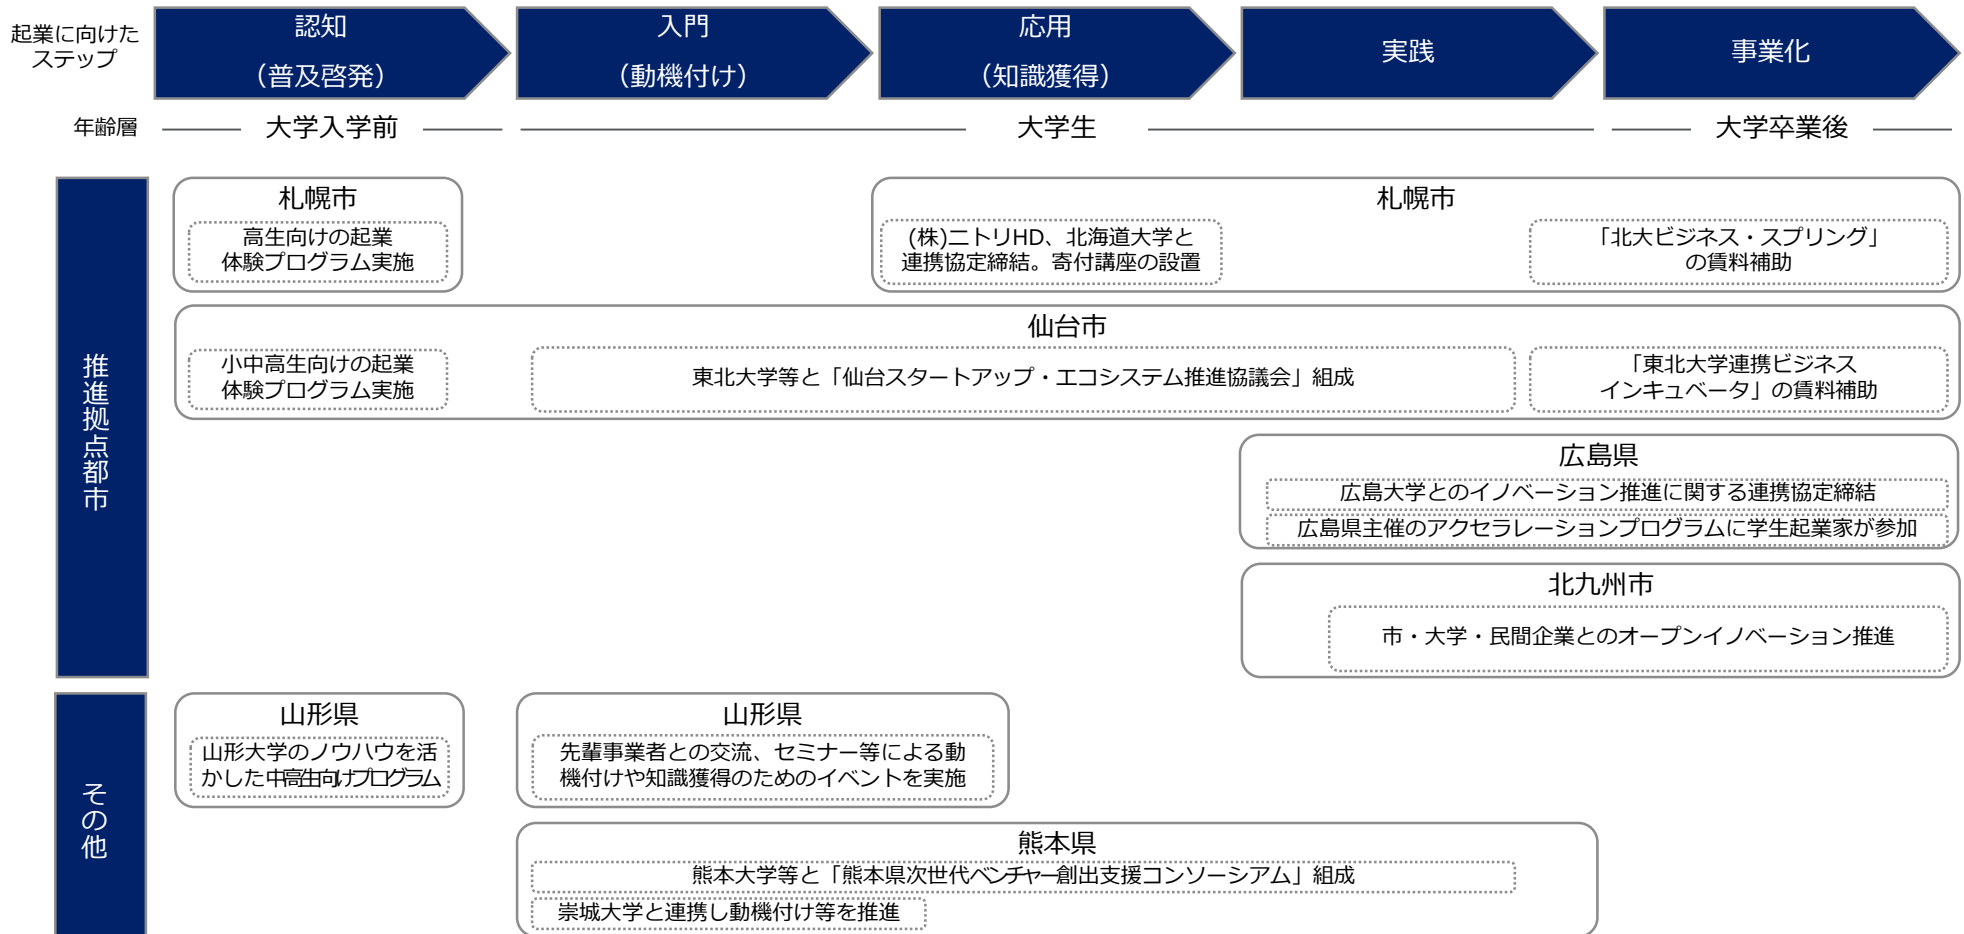 起業に向けた
ステップ
認知
（普及啓発）
入門
（動機付け）
応用
（知識獲得）
実践
事業化
年齢層
大学入学前
大学生
大学卒業後
推進拠点都市
札幌市
高生向けの起業
体験プログラム実施
札幌市
(株)ニトリHD、北海道大学と
連携協定締結。寄付講座の設置
「北大ビジネス・スプリング」
の賃料補助
仙台市
小中高生向けの起業
体験プログラム実施
東北大学等と「仙台スタートアップ・エコシステム推進協議会」組成
「東北大学連携ビジネス
インキュベータ」の賃料補助
広島県
広島大学とのイノベーション推進に関する連携協定締結
広島県主催のアクセラレーションプログラムに学生起業家が参加
北九州市
市・大学・民間企業とのオープンイノベーション推進
その他
山形県
山形大学のノウハウを活
かした中高生向けプログラム
山形県
先輩事業者との交流、セミナー等による動
機付けや知識獲得のためのイベントを実施
熊本県
熊本大学等と「熊本県次世代ベンチャー創出支援コンソーシアム」組成
崇城大学と連携し動機付け等を推進